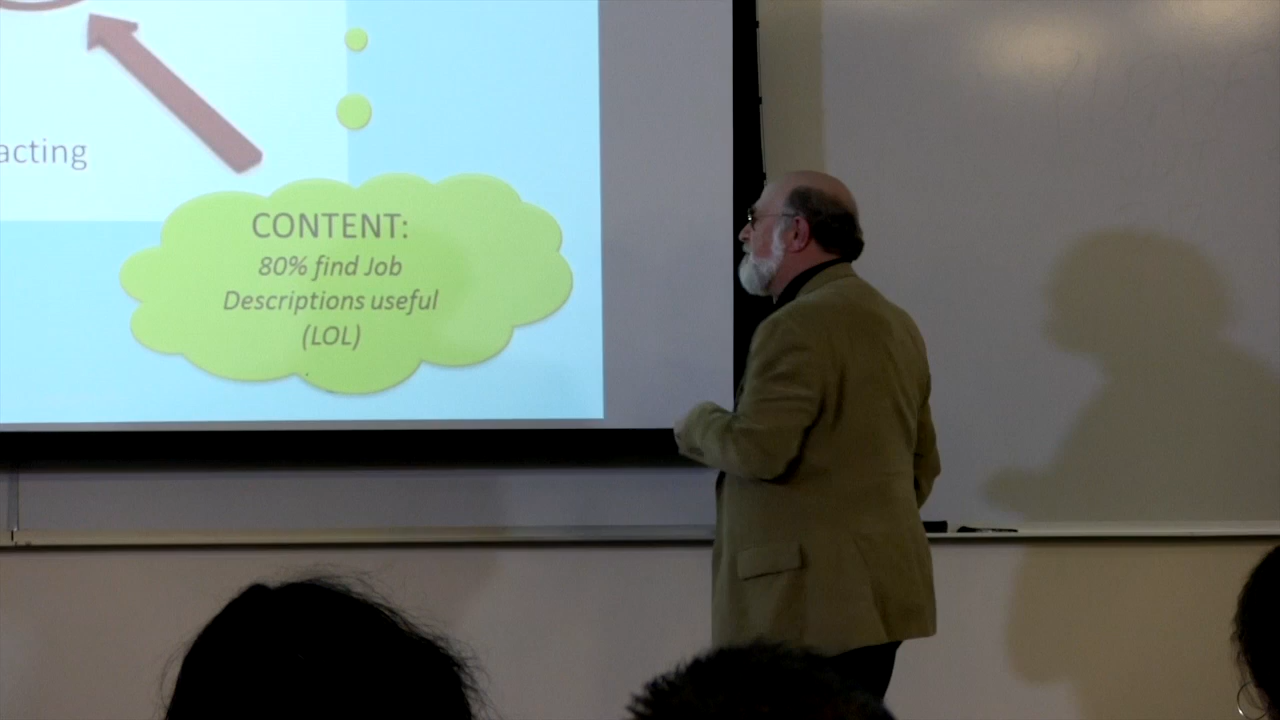 acting
CONTENT:
80% find Job
Descriptions useful
(LOL)